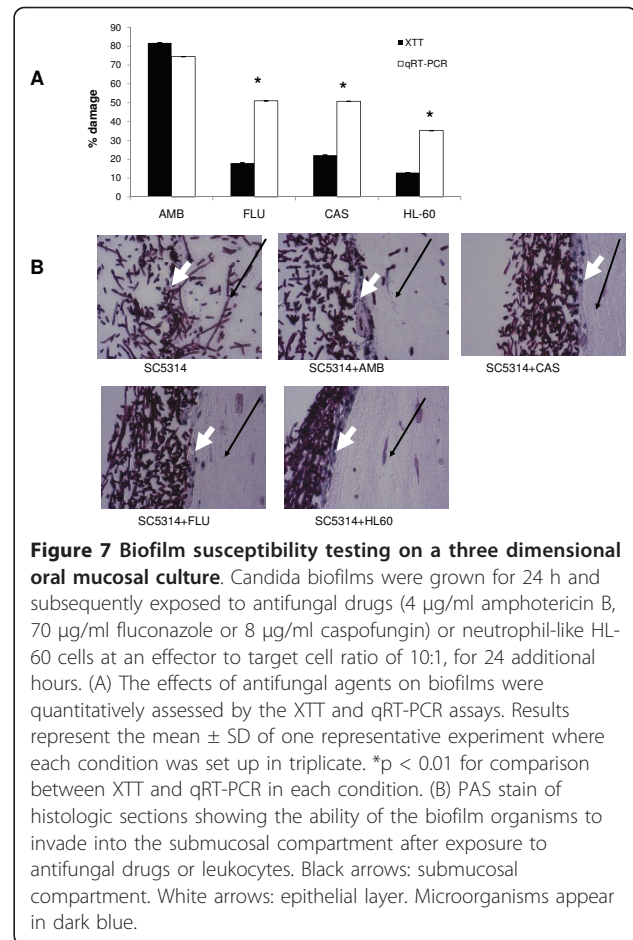 90
80
70
60
50
40
30
20
10
0
% damage
A
XTT
qRT-PCR
*
*
*
AMB
FLU
CAS
HL-60
B
SC5314
SC5314+AMB
SC5314+CAS
SC5314+FLU
SC5314+HL60
Figure 7 Biofilm susceptibility testing on a three dimensional
oral mucosal culture. Candida biofilms were grown for 24 h and
subsequently exposed to antifungal drugs (4 μg/ml amphotericin B,
70 μg/ml fluconazole or 8 μg/ml caspofungin) or neutrophil-like HL-
60 cells at an effector to target cell ratio of 10:1, for 24 additional
hours. (A) The effects of antifungal agents on biofilms were
quantitatively assessed by the XTT and qRT-PCR assays. Results
represent the mean ± SD of one representative experiment where
each condition was set up in triplicate. *p < 0.01 for comparison
between XTT and qRT-PCR in each condition. (B) PAS stain of
histologic sections showing the ability of the biofilm organisms to
invade into the submucosal compartment after exposure to
antifungal drugs or leukocytes. Black arrows: submucosal
compartment. White arrows: epithelial layer. Microorganisms appear
in dark blue.